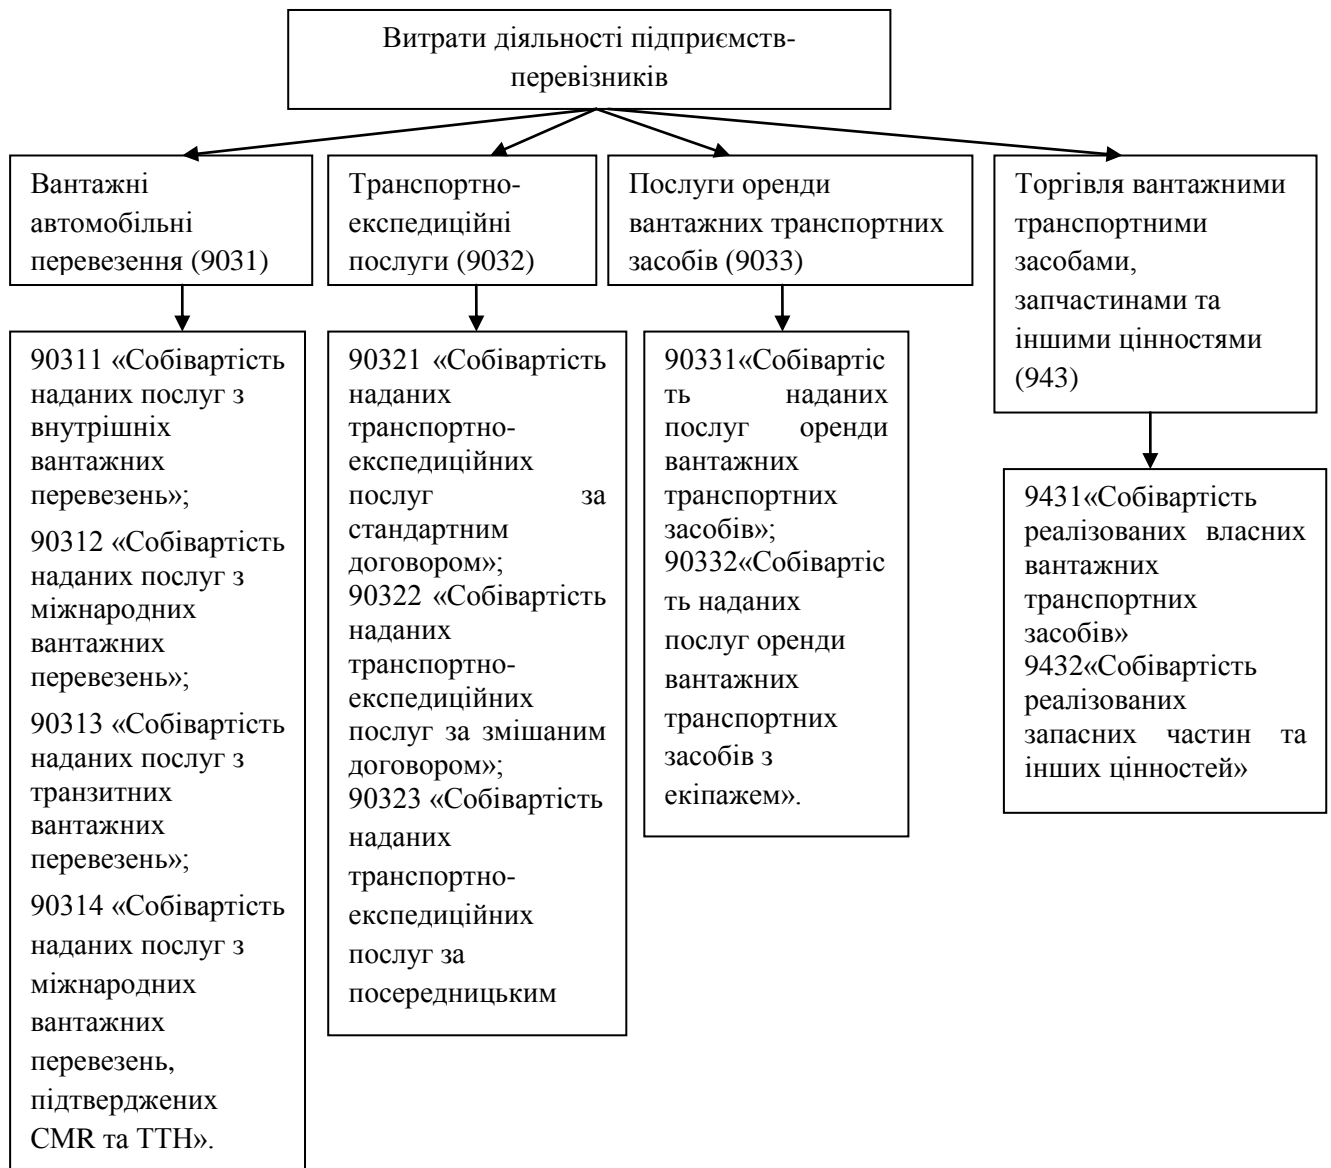 Витрати діяльності підприємств-
перевізників
Вантажні
автомобільні
перевезення (9031)
Транспортно-
експедиційні
послуги (9032)
Послуги оренди
вантажних транспортних
засобів (9033)
Торгівля вантажними
транспортними
засобами,
запчастинами та
іншими цінностями
(943)
90311 «Собівартість
наданих послуг з
внутрішніх
вантажних
перевезень»;
90312 «Собівартість
наданих послуг з
міжнародних
вантажних
перевезень»;
90313 «Собівартість
наданих послуг з
транзитних
вантажних
перевезень»;
90314 «Собівартість
наданих послуг з
міжнародних
вантажних
перевезень,
підтверджених
CMR та ТТН».
90321 «Собівартість
наданих
транспортно-
експедиційних
послуг за
стандартним
договором»;
90322 «Собівартість
наданих
транспортно-
експедиційних
послуг за змішаним
договором»;
90323 «Собівартість
наданих
транспортно-
експедиційних
послуг за
посередницьким
90331«Собівартіс
ть наданих
послуг оренди
вантажних
транспортних
засобів»;
90332«Собівартіс
ть наданих
послуг оренди
вантажних
транспортних
засобів з
екіпажем».
9431«Собівартість
реалізованих власних
вантажних
транспортних
засобів»
9432«Собівартість
реалізованих
запасних частин та
інших цінностей»